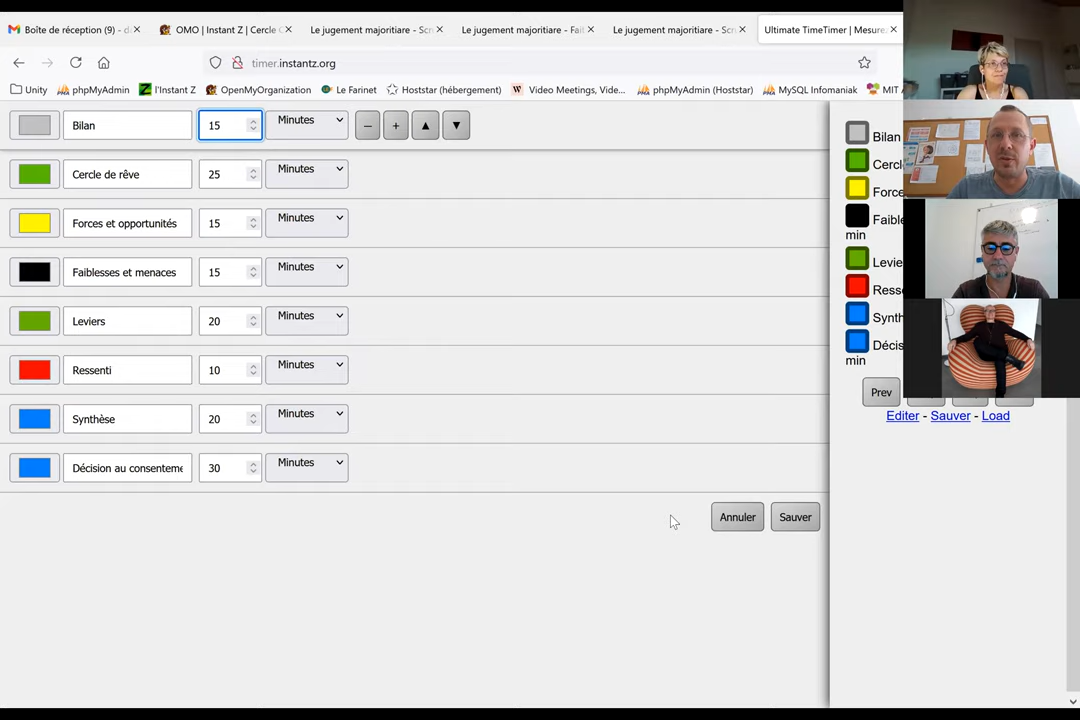 Boîte de réception (9) - d
OMO | Instant Z | Cercle
Le jugement majoritaire - Scr
Le jugement majoritaire - Fai
Le jugement majoritaire - Scr
Ultimate TimeTimer | Mesure.
timer.instantz.org
Unity
phpMyAdmin
l'Instant Z
OpenMyOrganization
Le Farinet
Hoststar (hébergement)
Video Meetings, Vide...
phpMyAdmin (Hoststar)
MySQL Infomaniak
MIT
Bilan 15 Minutes – + ▲ ▼
Cercle de rêve 25 Minutes
Forces et opportunités 15 Minutes
Faiblesses et menaces 15 Minutes
Leviers 20 Minutes
Ressenti 10 Minutes
Synthèse 20 Minutes
Décision au consenteme 30 Minutes
Annuler Sauver
Bilan
Cercl
Force
Faible
min
Levie
Resse
Synth
Décis
min
Prev
Editer - Sauver - Load